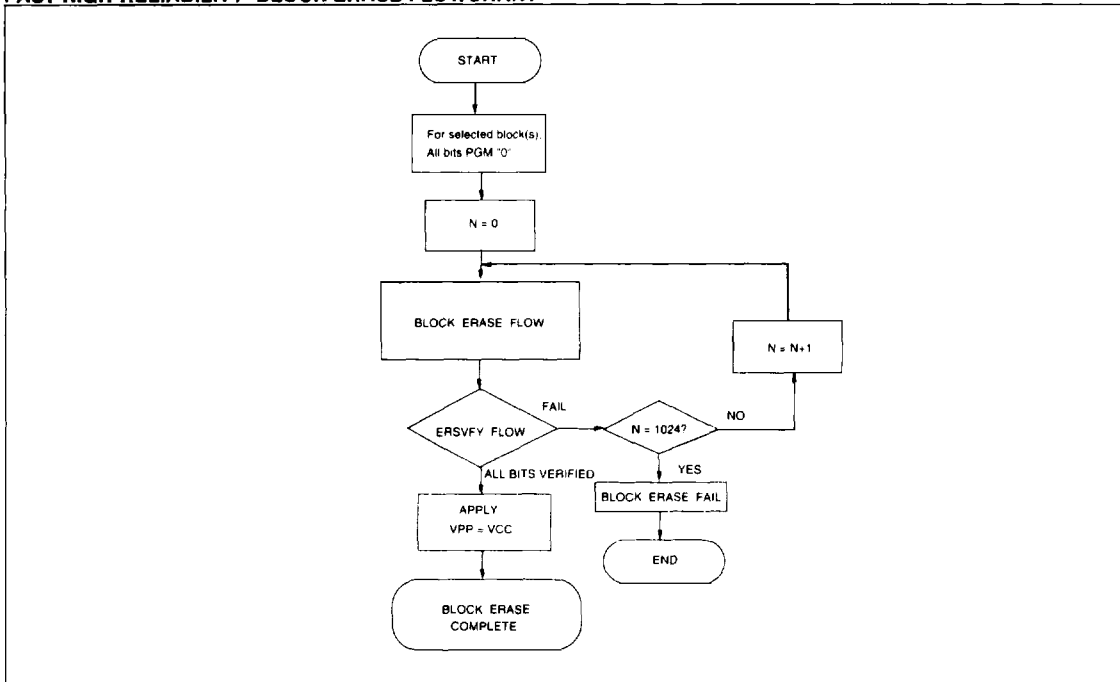 START
For selected block(s),
All bits PGM "0"
N = 0
BLOCK ERASE FLOW
N = N+1
FAIL
NO
ERSVFY FLOW
N = 1024?
ALL BITS VERIFIED
YES
APPLY
VPP = VCC
BLOCK ERASE FAIL
END
BLOCK ERASE
COMPLETE